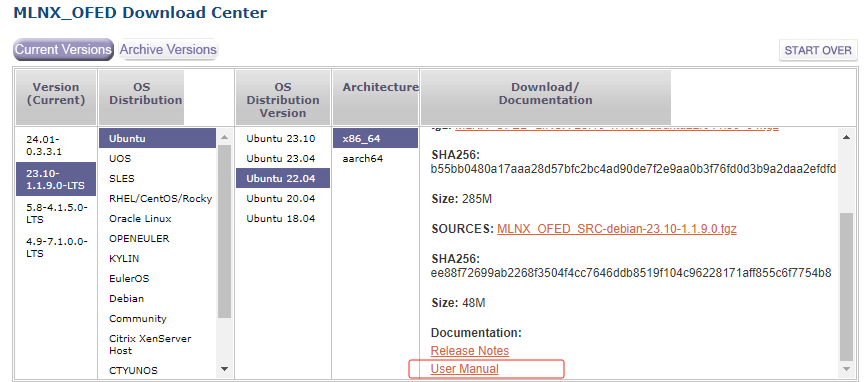 MLNX_OFED Download Center
Current Versions
Archive Versions
START OVER
Version
(Current)
OS
Distribution
OS
Distribution
Version
Architecture
Download/
Documentation
24.01-
0.3.3.1
23.10-
1.1.9.0-LTS
5.8-4.1.5.0-
LTS
4.9-7.1.0.0-
LTS
Ubuntu
UOS
SLES
RHEL/CentOS/Rocky
Oracle Linux
OPENEULER
KYLIN
EulerOS
Debian
Community
Citrix XenServer
Host
CTYUNOS
Ubuntu 23.10
Ubuntu 23.04
Ubuntu 22.04
Ubuntu 20.04
Ubuntu 18.04
x86_64
aarch64
SHA256:
b55bb0480a17aaa28d57bfc2bc4ad90de7f2e9aa0b3f76fd0d3b9a2daa2efdfd
Size: 285M
SOURCES: MLNX_OFED_SRC-debian-23.10-1.1.9.0.tgz
SHA256:
ee88f72699ab2268f3504f4cc7646ddb8519f104c96228171aff855c6f7754b8
Size: 48M
Documentation:
Release Notes
User Manual